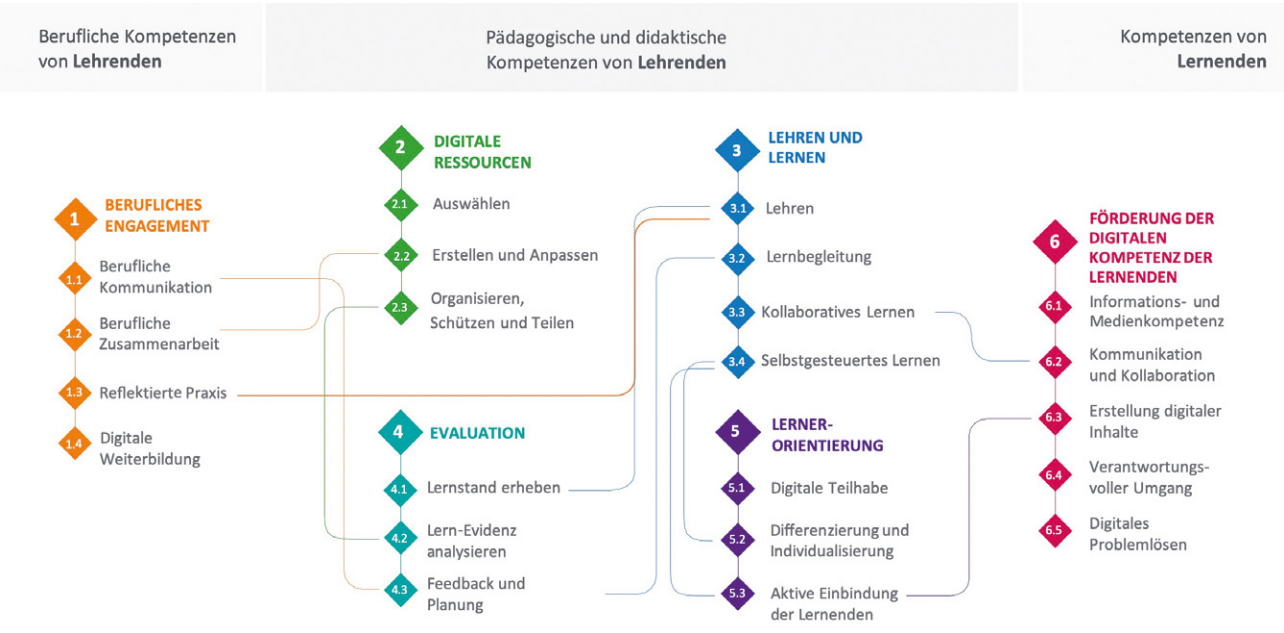 Berufliche Kompetenzen
von Lehrenden
Pädagogische und didaktische
Kompetenzen von Lehrenden
Kompetenzen von
Lernenden
1
BERUFLICHES
ENGAGEMENT
1.1
Berufliche
Kommunikation
1.2
Berufliche
Zusammenarbeit
1.3
Reflektierte Praxis
1.4
Digitale
Weiterbildung
2
DIGITALE
RESSOURCEN
2.1
Auswählen
2.2
Erstellen und Anpassen
2.3
Organisieren,
Schützen und Teilen
3
LEHREN UND
LERNEN
3.1
Lehren
3.2
Lernbegleitung
3.3
Kollaboratives Lernen
3.4
Selbstgesteuertes Lernen
4
EVALUATION
4.1
Lernstand erheben
4.2
Lern-Evidenz
analysieren
4.3
Feedback und
Planung
5
LERNER-
ORIENTIERUNG
5.1
Digitale Teilhabe
5.2
Differenzierung und
Individualisierung
5.3
Aktive Einbindung
der Lernenden
6
FÖRDERUNG DER
DIGITALEN
KOMPETENZ DER
LERNENDEN
6.1
Informations- und
Medienkompetenz
6.2
Kommunikation
und Kollaboration
6.3
Erstellung digitaler
Inhalte
6.4
Verantwortungs-
voller Umgang
6.5
Digitales
Problemlösen